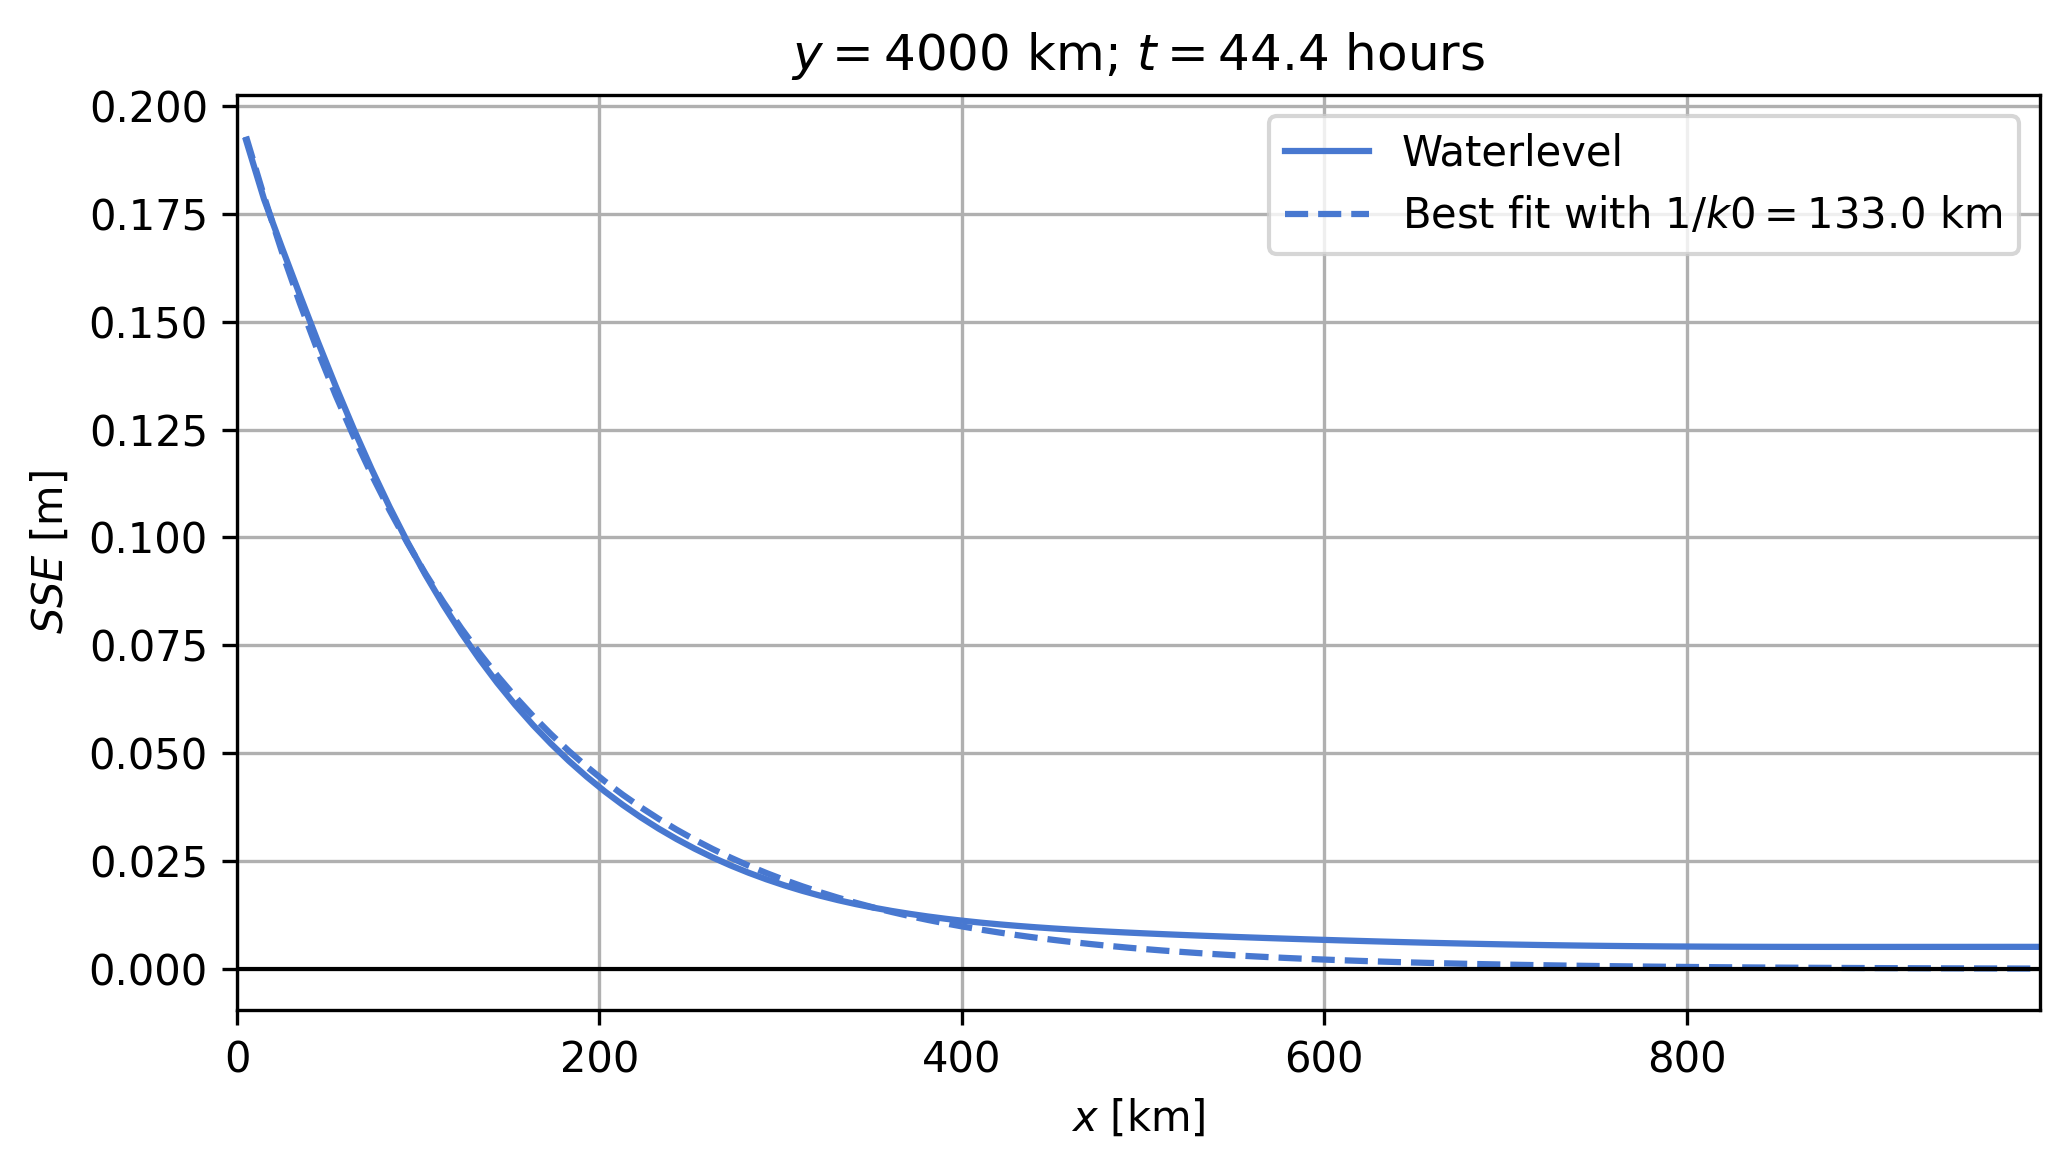 y = 4000 km; t = 44.4 hours
0.200
0.175
0.150
0.125
0.100
0.075
0.050
0.025
0.000
SSE [m]
Waterlevel
Best fit with 1/k0 = 133.0 km
0 200 400 600 800
x [km]